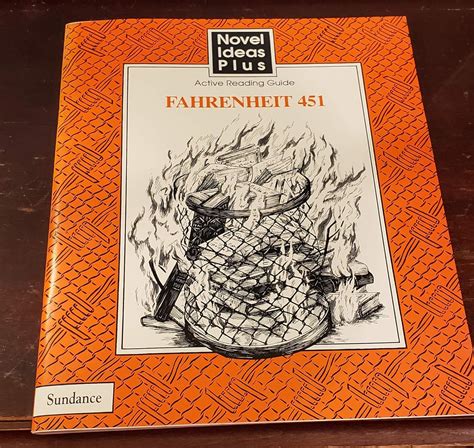 Novel
Ideas
Plus
Active Reading Guide
FAHRENHEIT 451
Sundance